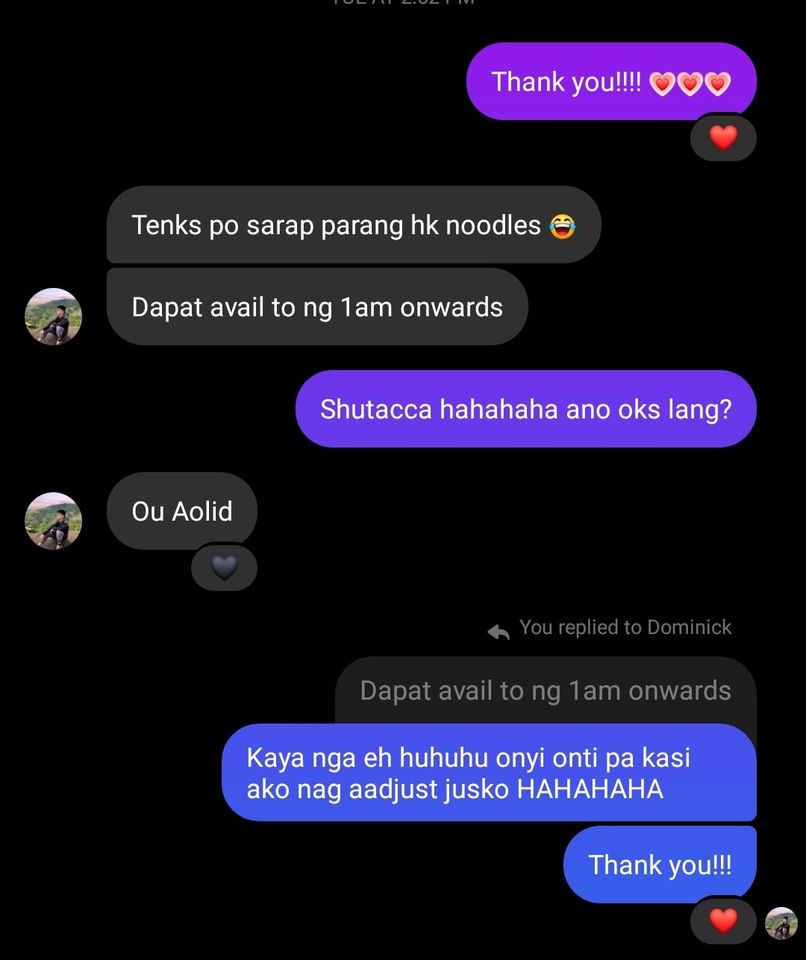 Thank you!!!! 💗💗💗
Tenks po sarap parang hk noodles 😂
Dapat avail to ng 1am onwards
Shutacca hahahaha ano oks lang?
Ou Aolid
You replied to Dominick
Dapat avail to ng 1am onwards
Kaya nga eh huhuhu onyi onti pa kasi
ako nag aadjust jusko HAHAHAHA
Thank you!!!